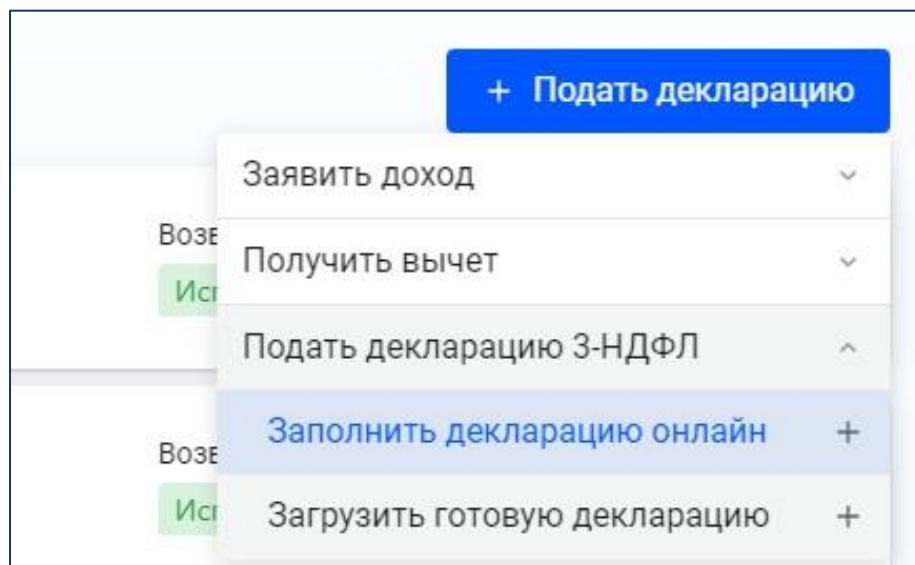 + Подать декларацию
Заявить доход
Получить вычет
Подать декларацию 3-НДФЛ
Заполнить декларацию онлайн +
Загрузить готовую декларацию +